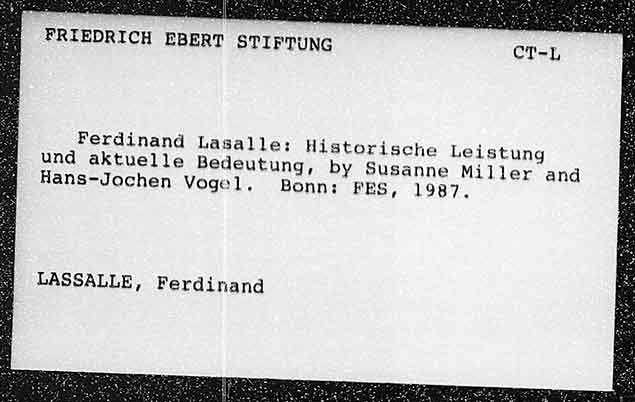 FRIEDRICH EBERT STIFTUNG CT-L
Ferdinand Lasalle: Historische Leistung
und aktuelle Bedeutung, by Susanne Miller and
Hans-Jochen Vogel. Bonn: FES, 1987.
LASSALLE, Ferdinand